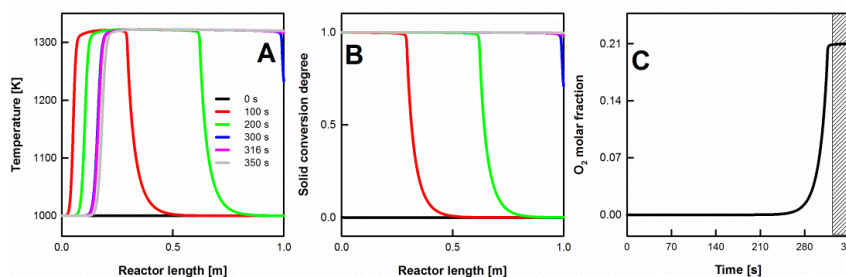 A
Temperature [K]
1300
1200
1100
1000
0 s
100 s
200 s
300 s
316 s
350 s
0.0
0.5
1.0
Reactor length [m]
B
Solid conversion degree
1.0
0.5
0.0
0.0
0.5
1.0
Reactor length [m]
C
O2 molar fraction
0.21
0.14
0.07
0.00
0
70
140
210
280
Time [s]